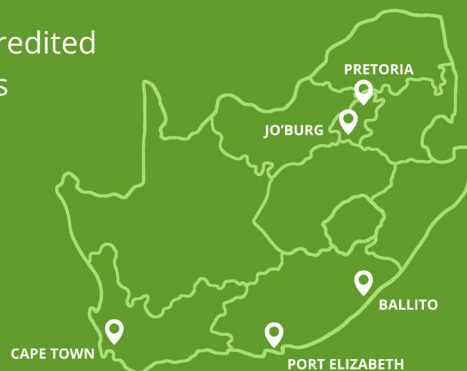 redited
s
PRETORIA
JO'BURG
BALLITO
CAPE TOWN
PORT ELIZABETH